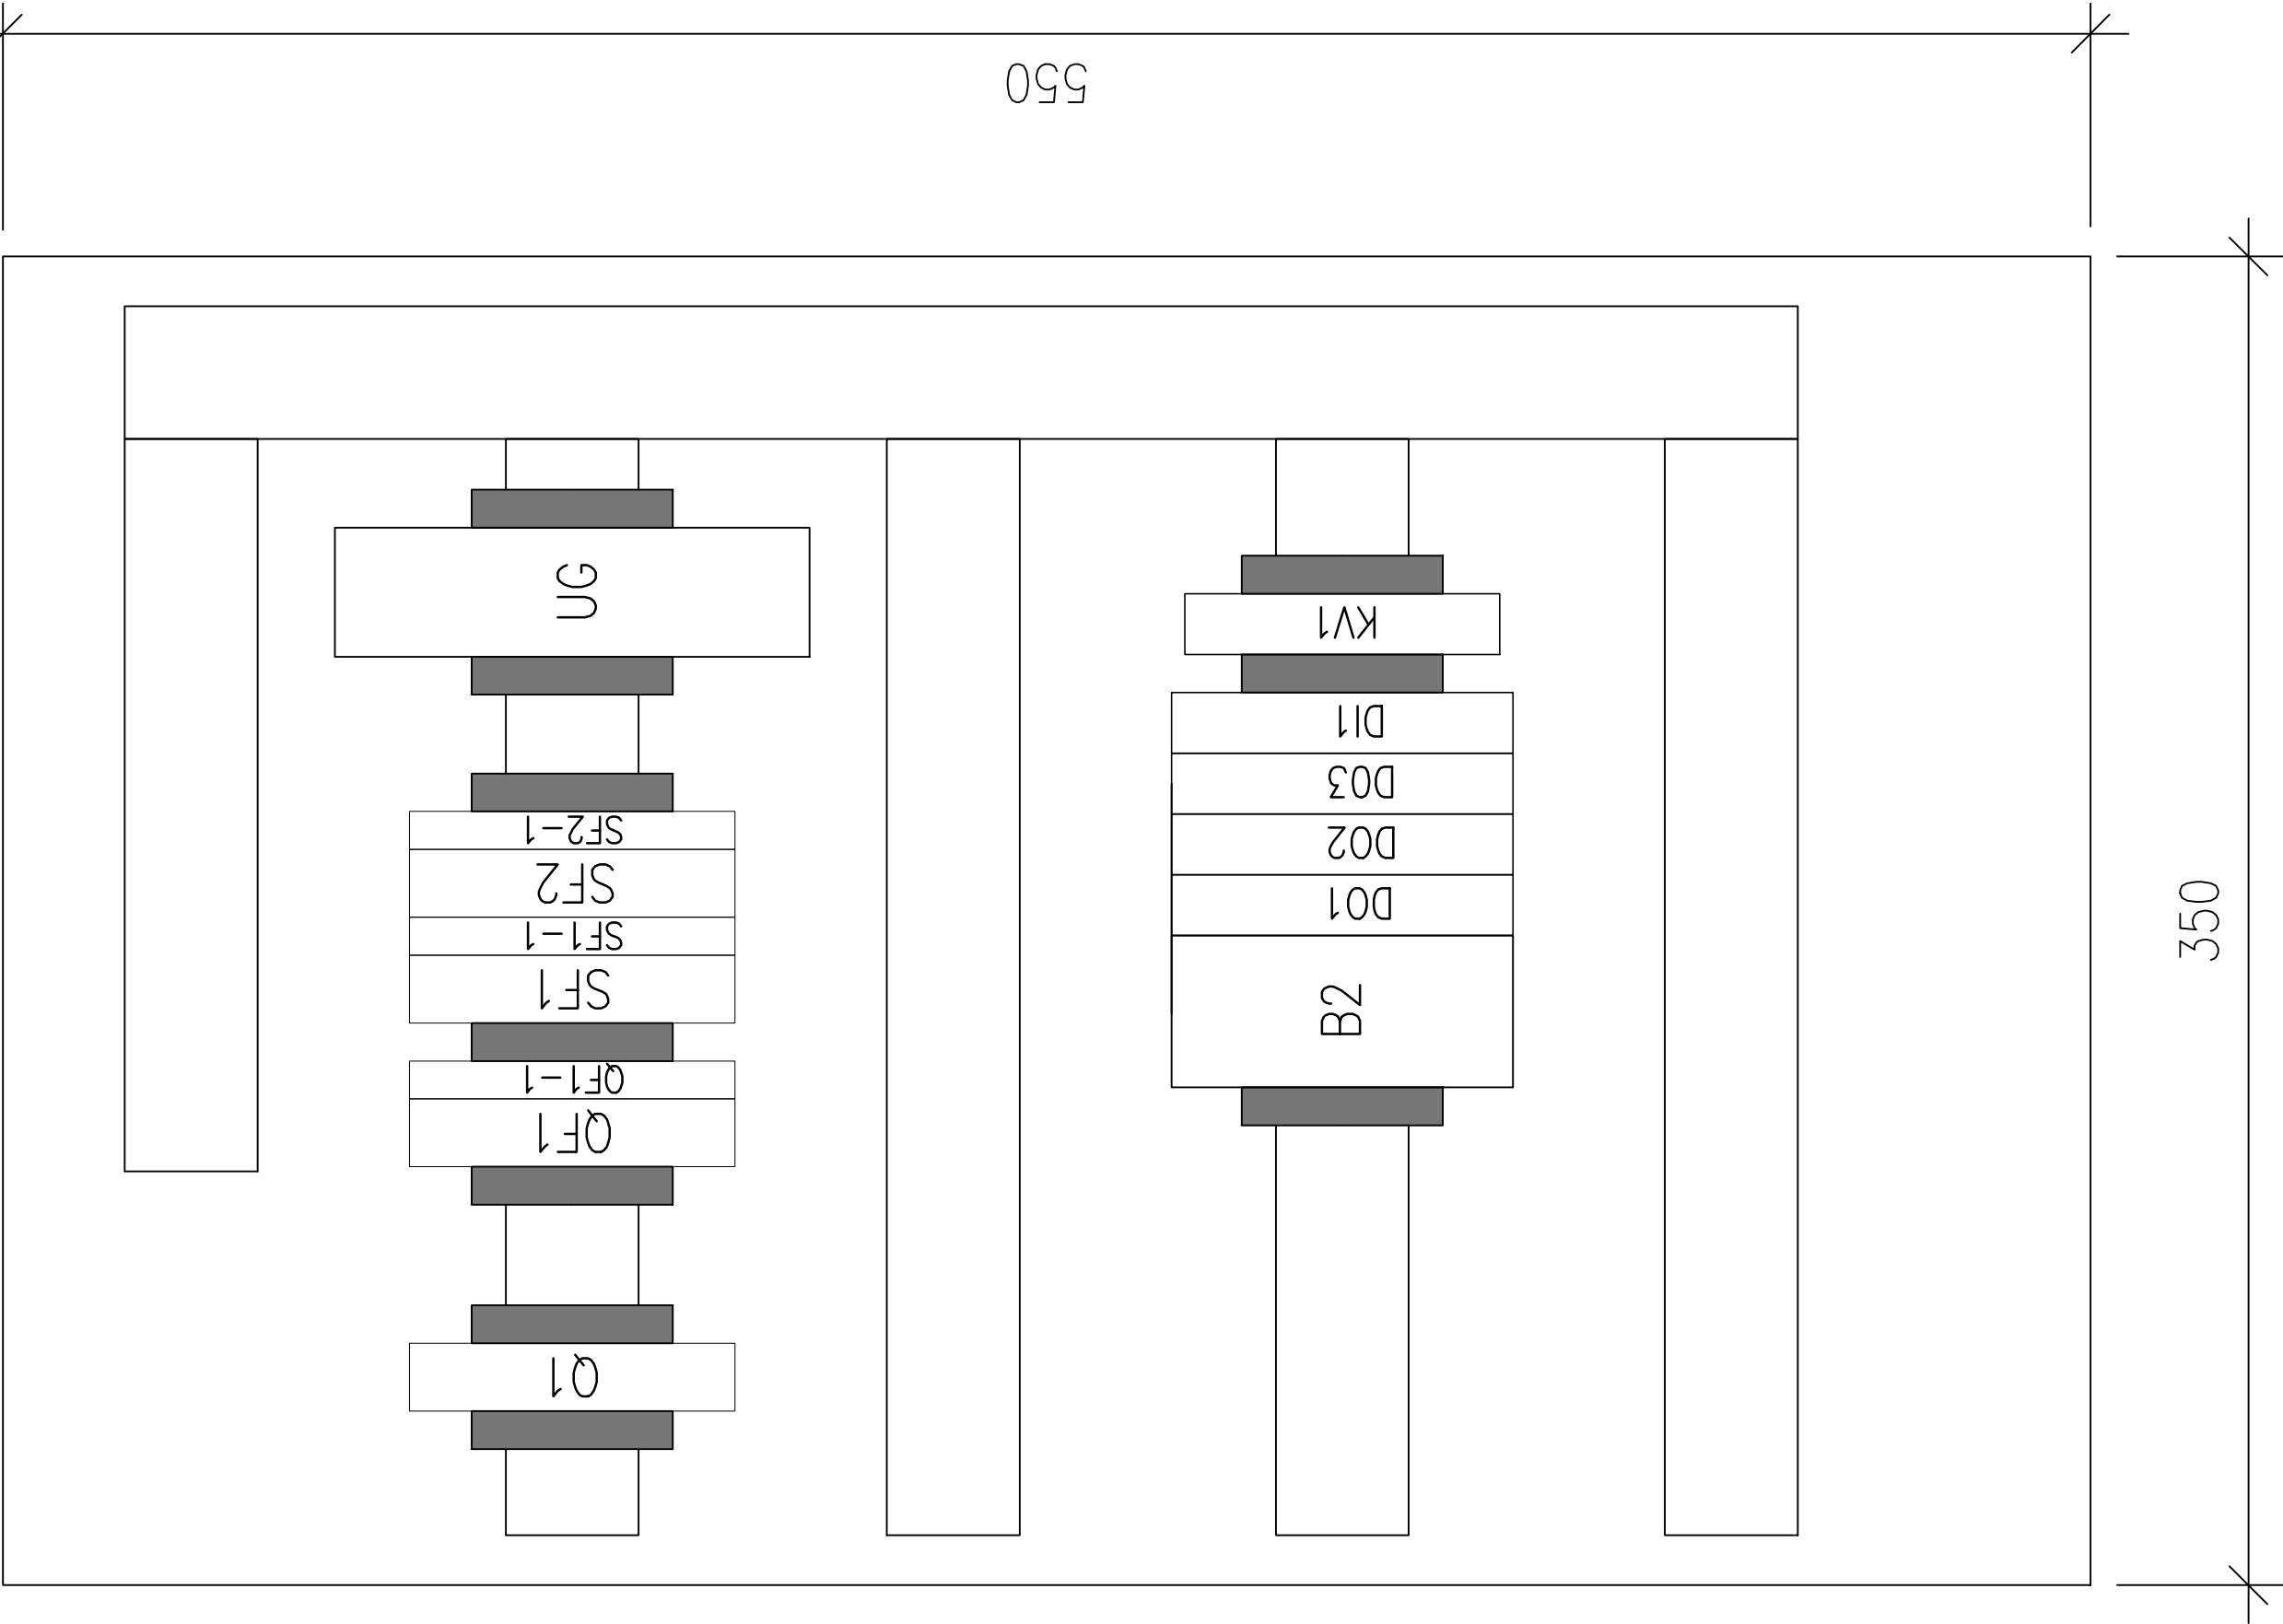 550
UG
KV1
DI1
DO3
SF2-1
DO2
SF2
DO1
350
SF1-1
SF1
B2
QF1-1
QF1
Q1